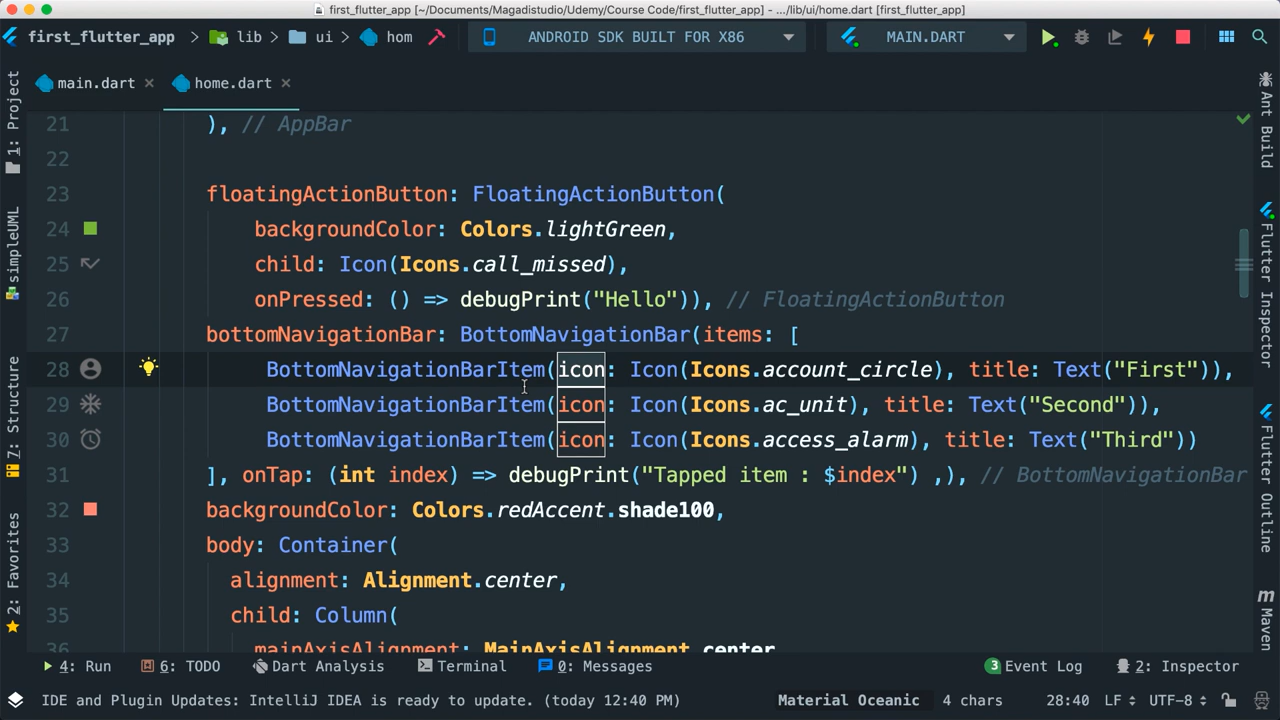 first_flutter_app [~/Documents/Magadistudio/Udemy/Course Code/first_flutter_app] - .../lib/ui/home.dart [first_flutter_app]
first_flutter_app > lib > ui > hom ANDROID SDK BUILT FOR X86 MAIN.DART
main.dart home.dart
1: Project
simpleUML
7: Structure
2: Favorites
21 ), // AppBar
22
23 floatingActionButton: FloatingActionButton(
24 backgroundColor: Colors.lightGreen,
25 child: Icon(Icons.call_missed),
26 onPressed: () => debugPrint("Hello")), // FloatingActionButton
27 bottomNavigationBar: BottomNavigationBar(items: [
28 BottomNavigationBarItem(icon: Icon(Icons.account_circle), title: Text("First")),
29 BottomNavigationBarItem(icon: Icon(Icons.ac_unit), title: Text("Second")),
30 BottomNavigationBarItem(icon: Icon(Icons.access_alarm), title: Text("Third"))
31 ], onTap: (int index) => debugPrint("Tapped item : $index") ,), // BottomNavigationBar
32 backgroundColor: Colors.redAccent.shade100,
33 body: Container(
34 alignment: Alignment.center,
35 child: Column(
36 mainAxisAlignment: MainAxisAlignment.center
Ant Build
Flutter Inspector
Flutter Outline
Maven
4: Run 6: TODO Dart Analysis Terminal 0: Messages 3 Event Log 2: Inspector
IDE and Plugin Updates: IntelliJ IDEA is ready to update. (today 12:40 PM) Material Oceanic 4 chars 28:40 LF UTF-8